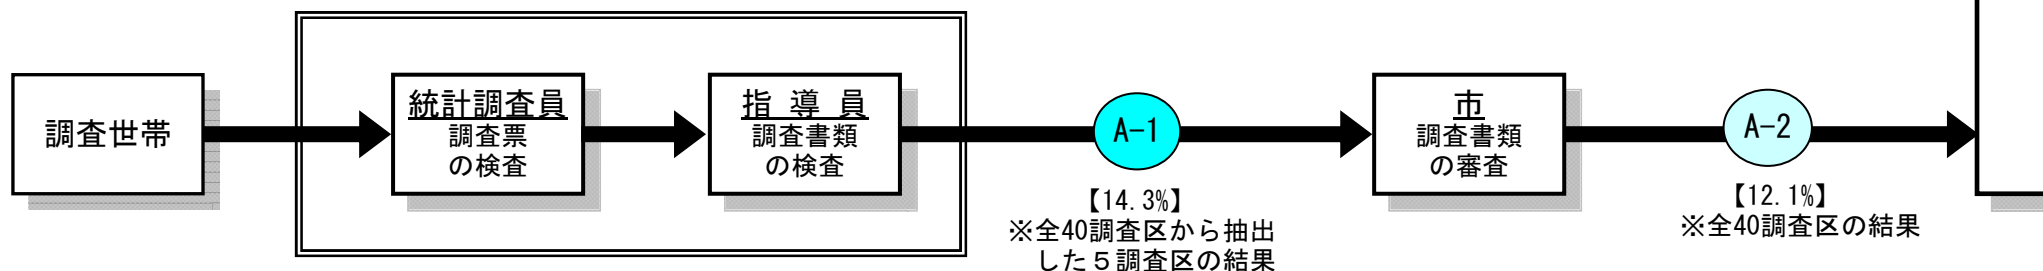 調査世帯
統計調査員
調査票
の検査
指 導 員
調査書類
の検査
A-1
【14.3%】
※全40調査区から抽出
した5調査区の結果
市
調査書類
の審査
A-2
【12.1%】
※全40調査区の結果